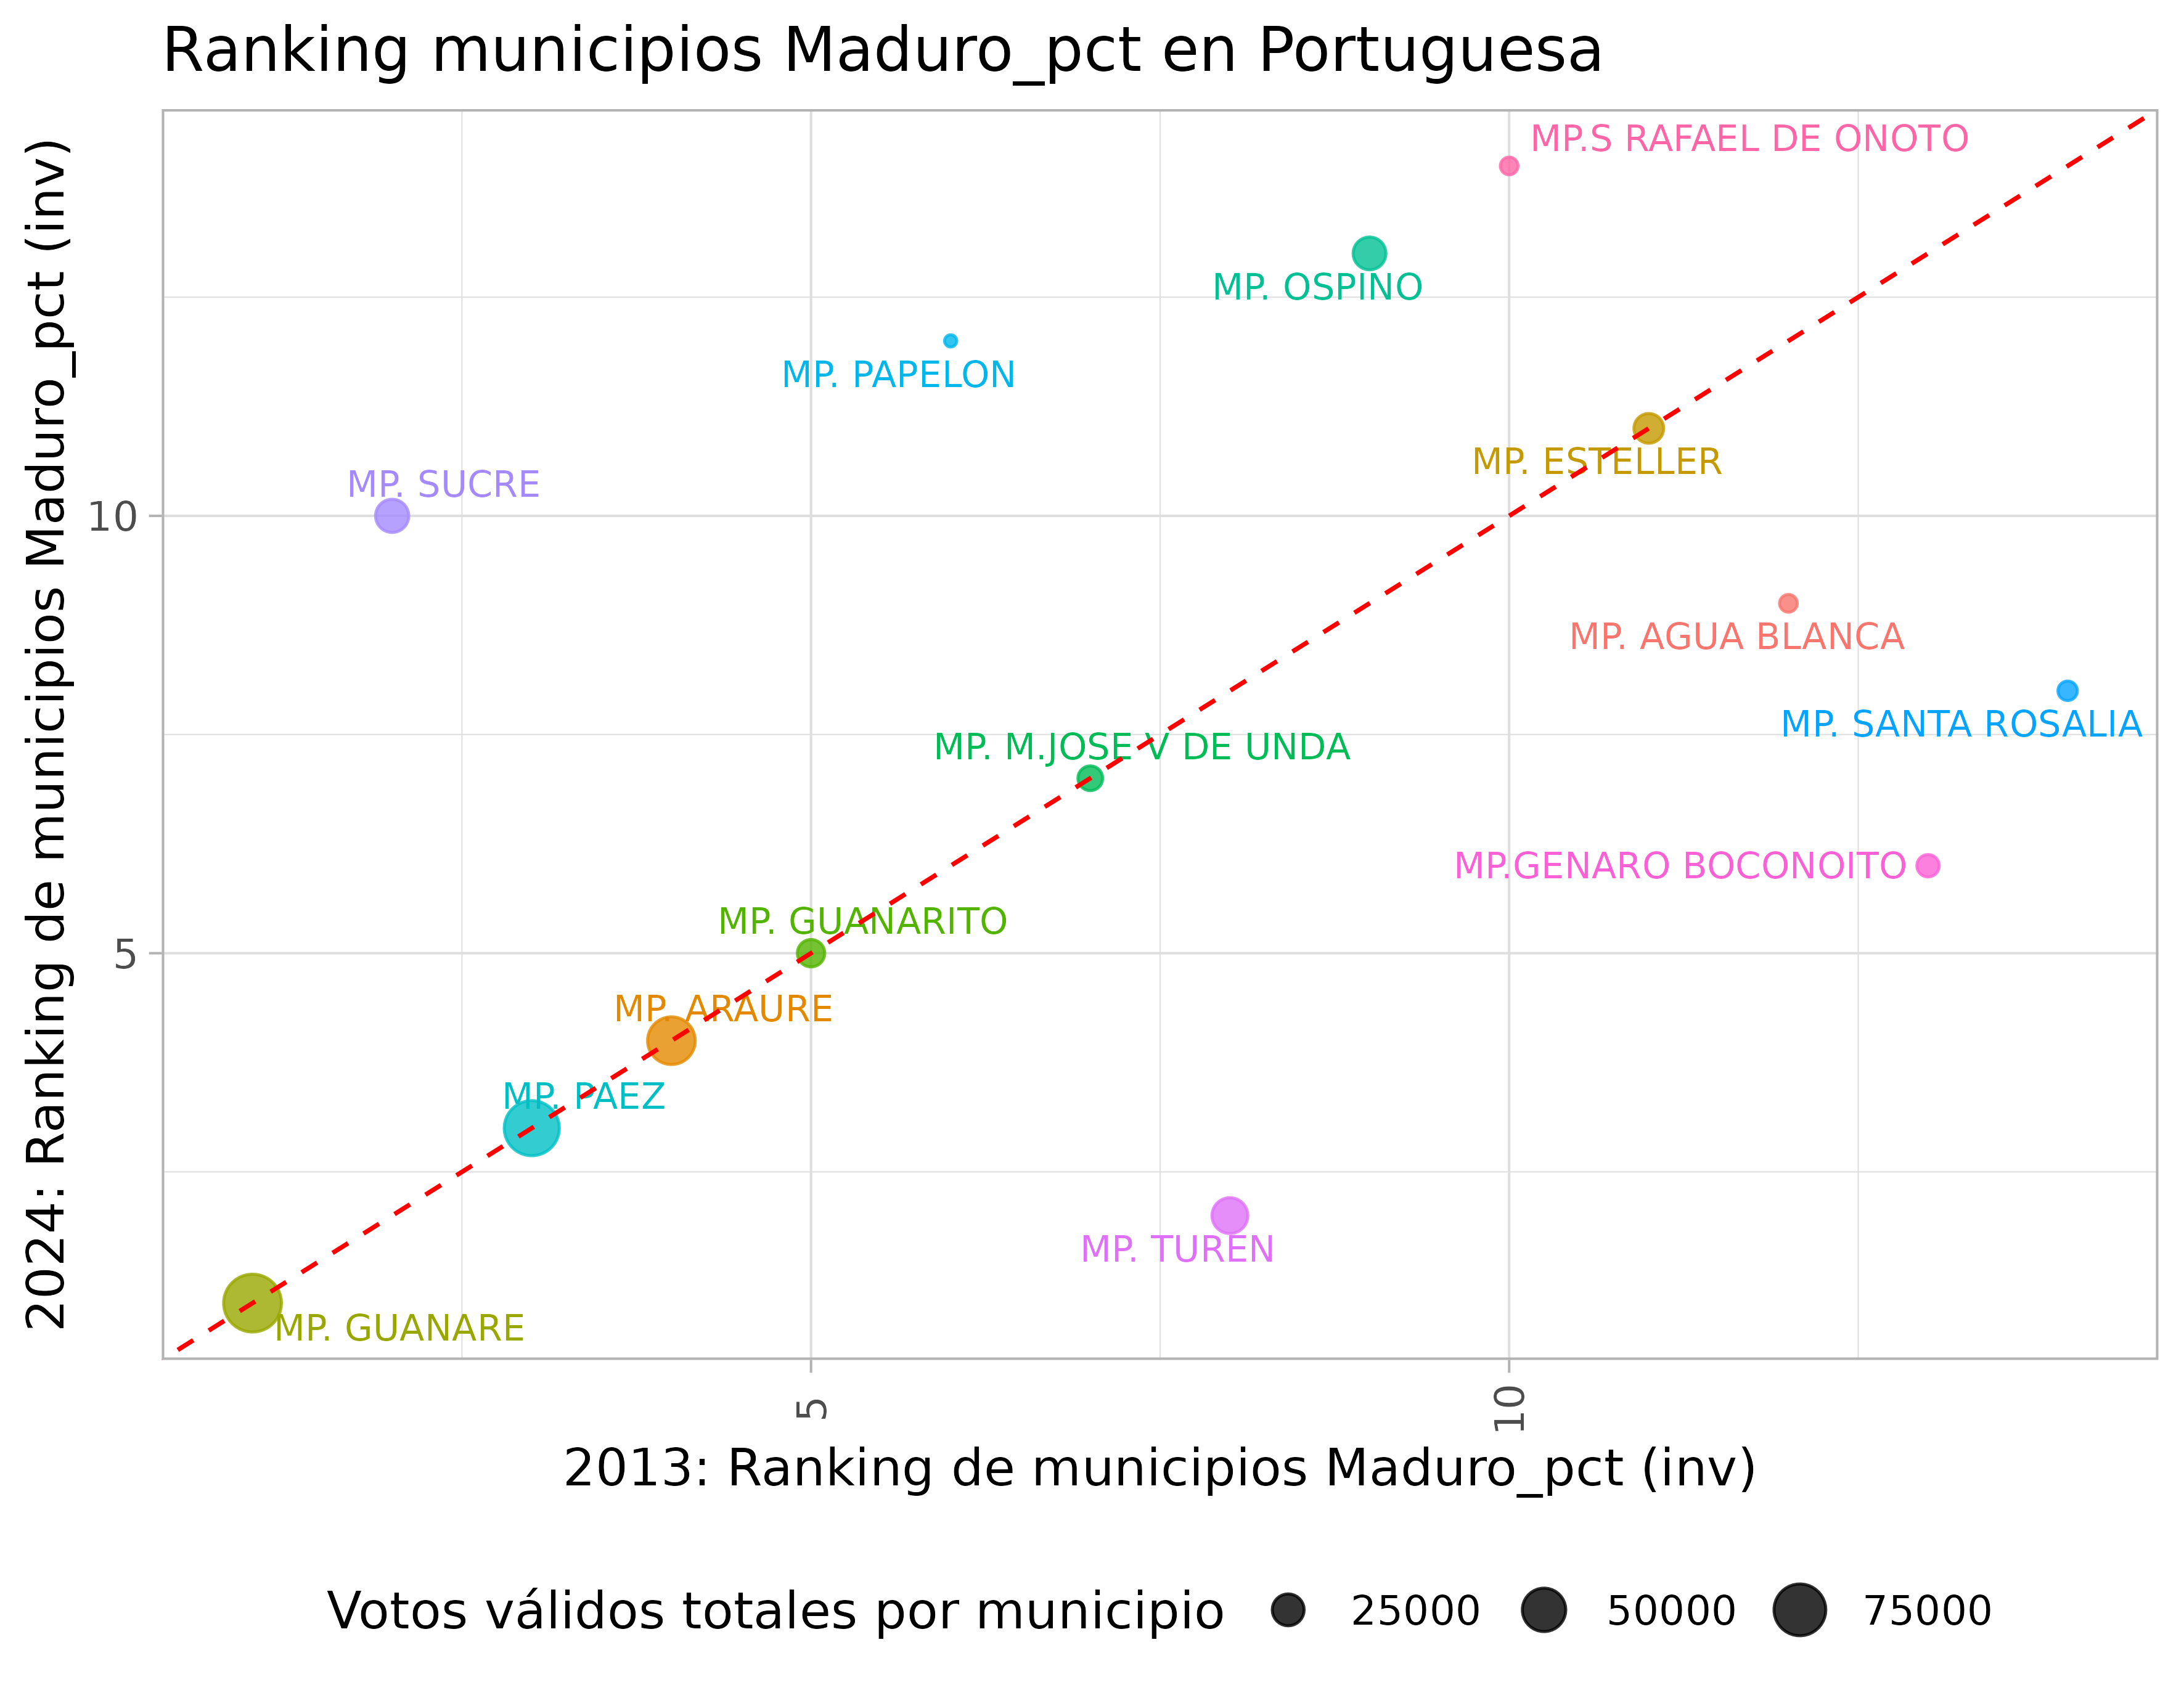 Ranking municipios Maduro_pct en Portuguesa
2024: Ranking de municipios Maduro_pct (inv)
MP.S RAFAEL DE ONOTO
MP. OSPINO
MP. PAPELON
MP. ESTELLER
MP. SUCRE
10
MP. AGUA BLANCA
MP. SANTA ROSALIA
MP. M.JOSE V DE UNDA
MP.GENARO BOCONOITO
MP. GUANARITO
5
MP. ARAURE
MP. PAEZ
MP. TUREN
MP. GUANARE
5
10
2013: Ranking de municipios Maduro_pct (inv)
Votos válidos totales por municipio 25000 50000 75000